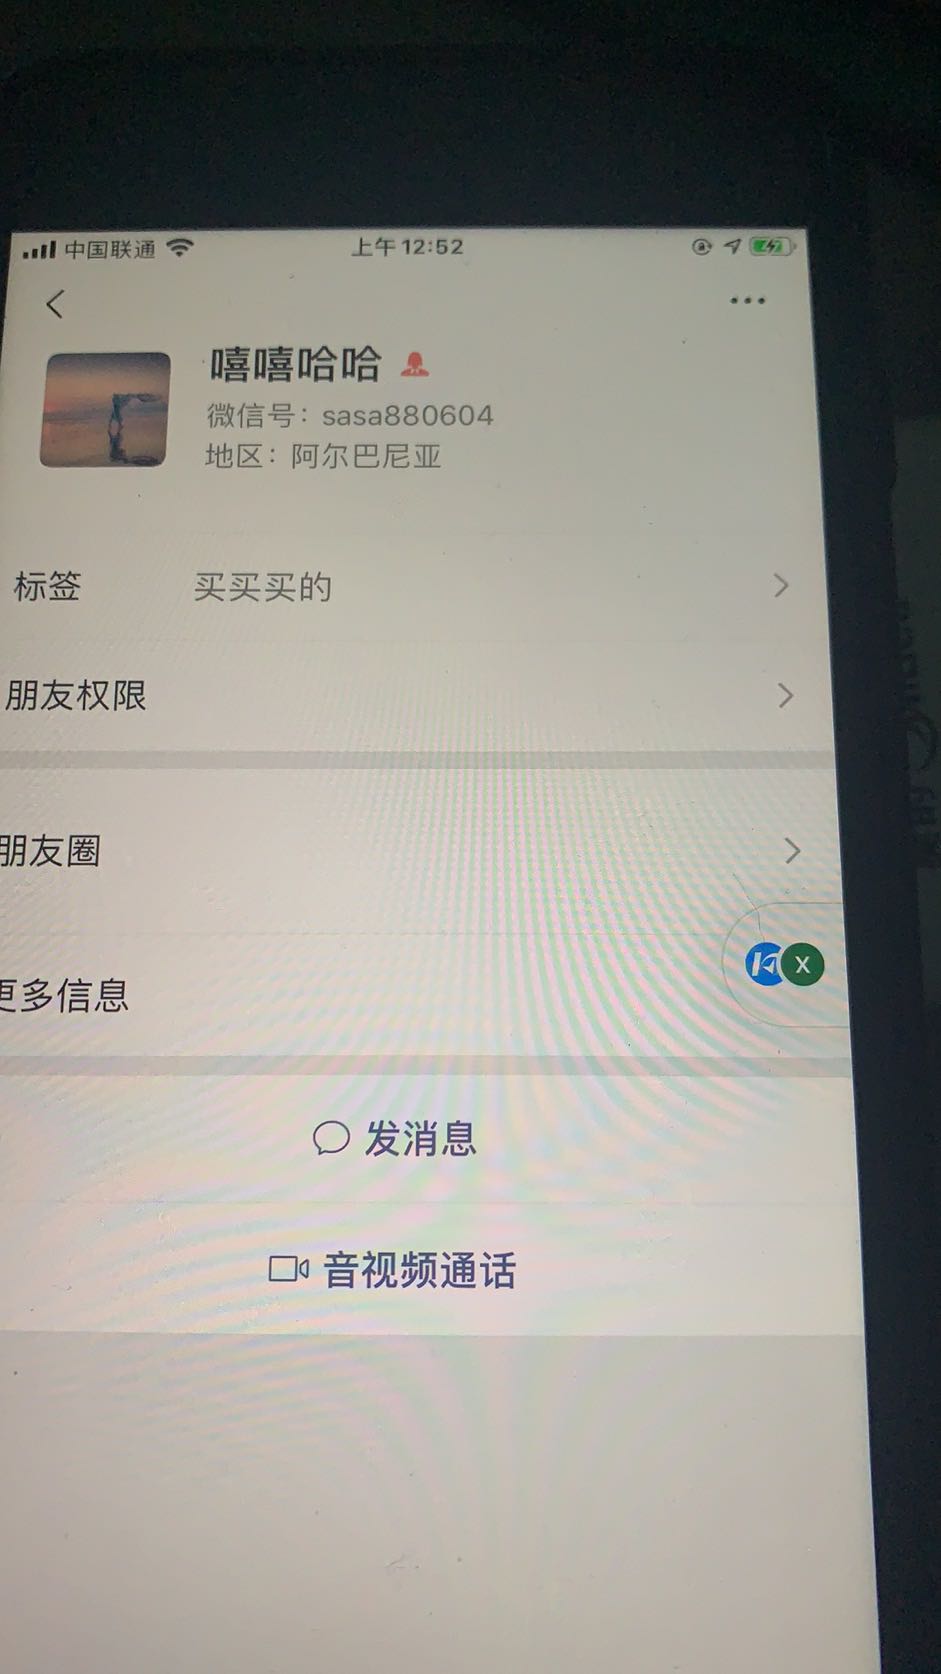 中国联通 上午12:52
嘻嘻哈哈
微信号：sasa880604
地区：阿尔巴尼亚
标签 买买买的
朋友权限
朋友圈
更多信息
X
发消息
音视频通话